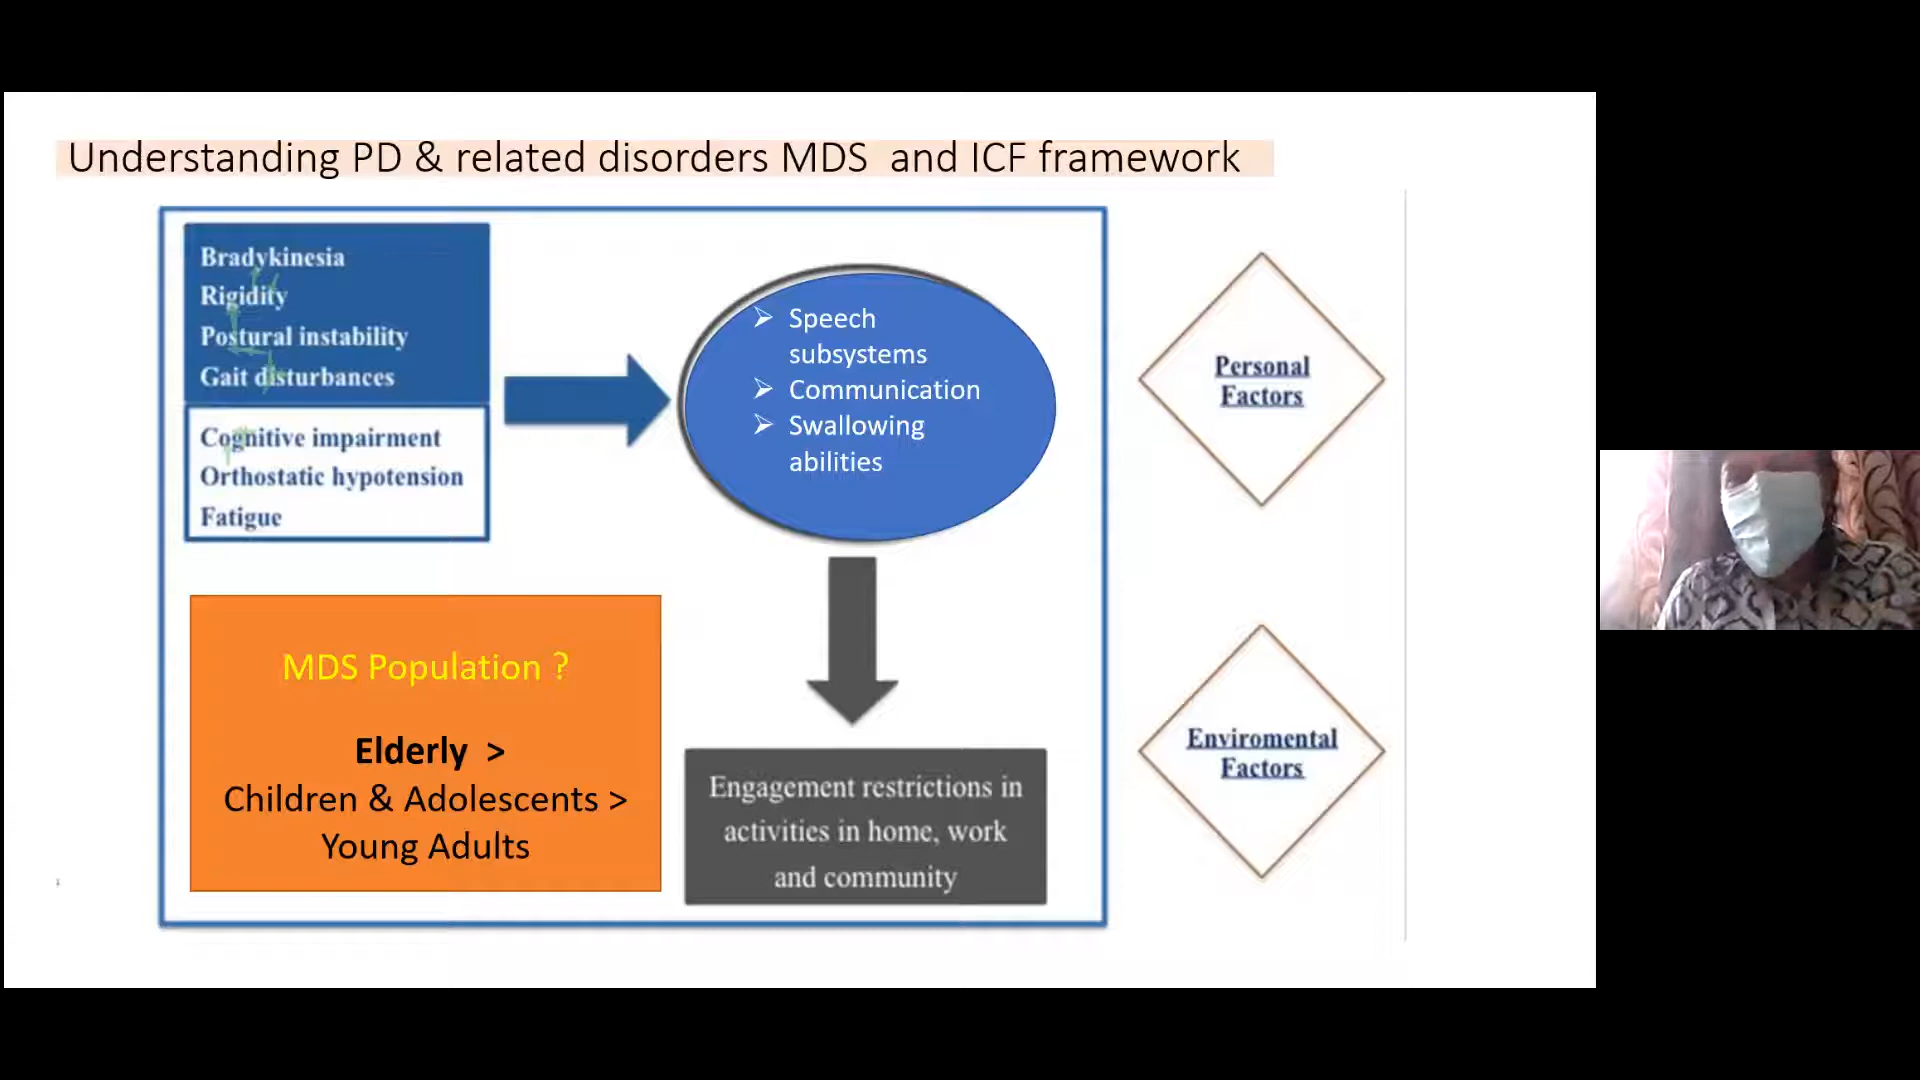 Understanding PD & related disorders MDS and ICF framework
Bradykinesia
Rigidity
Postural instability
Gait disturbances
Cognitive impairment
Orthostatic hypotension
Fatigue
➢ Speech
subsystems
➢ Communication
➢ Swallowing
abilities
MDS Population ?
Elderly >
Children & Adolescents >
Young Adults
Engagement restrictions in
activities in home, work
and community
Personal
Factors
Enviromental
Factors